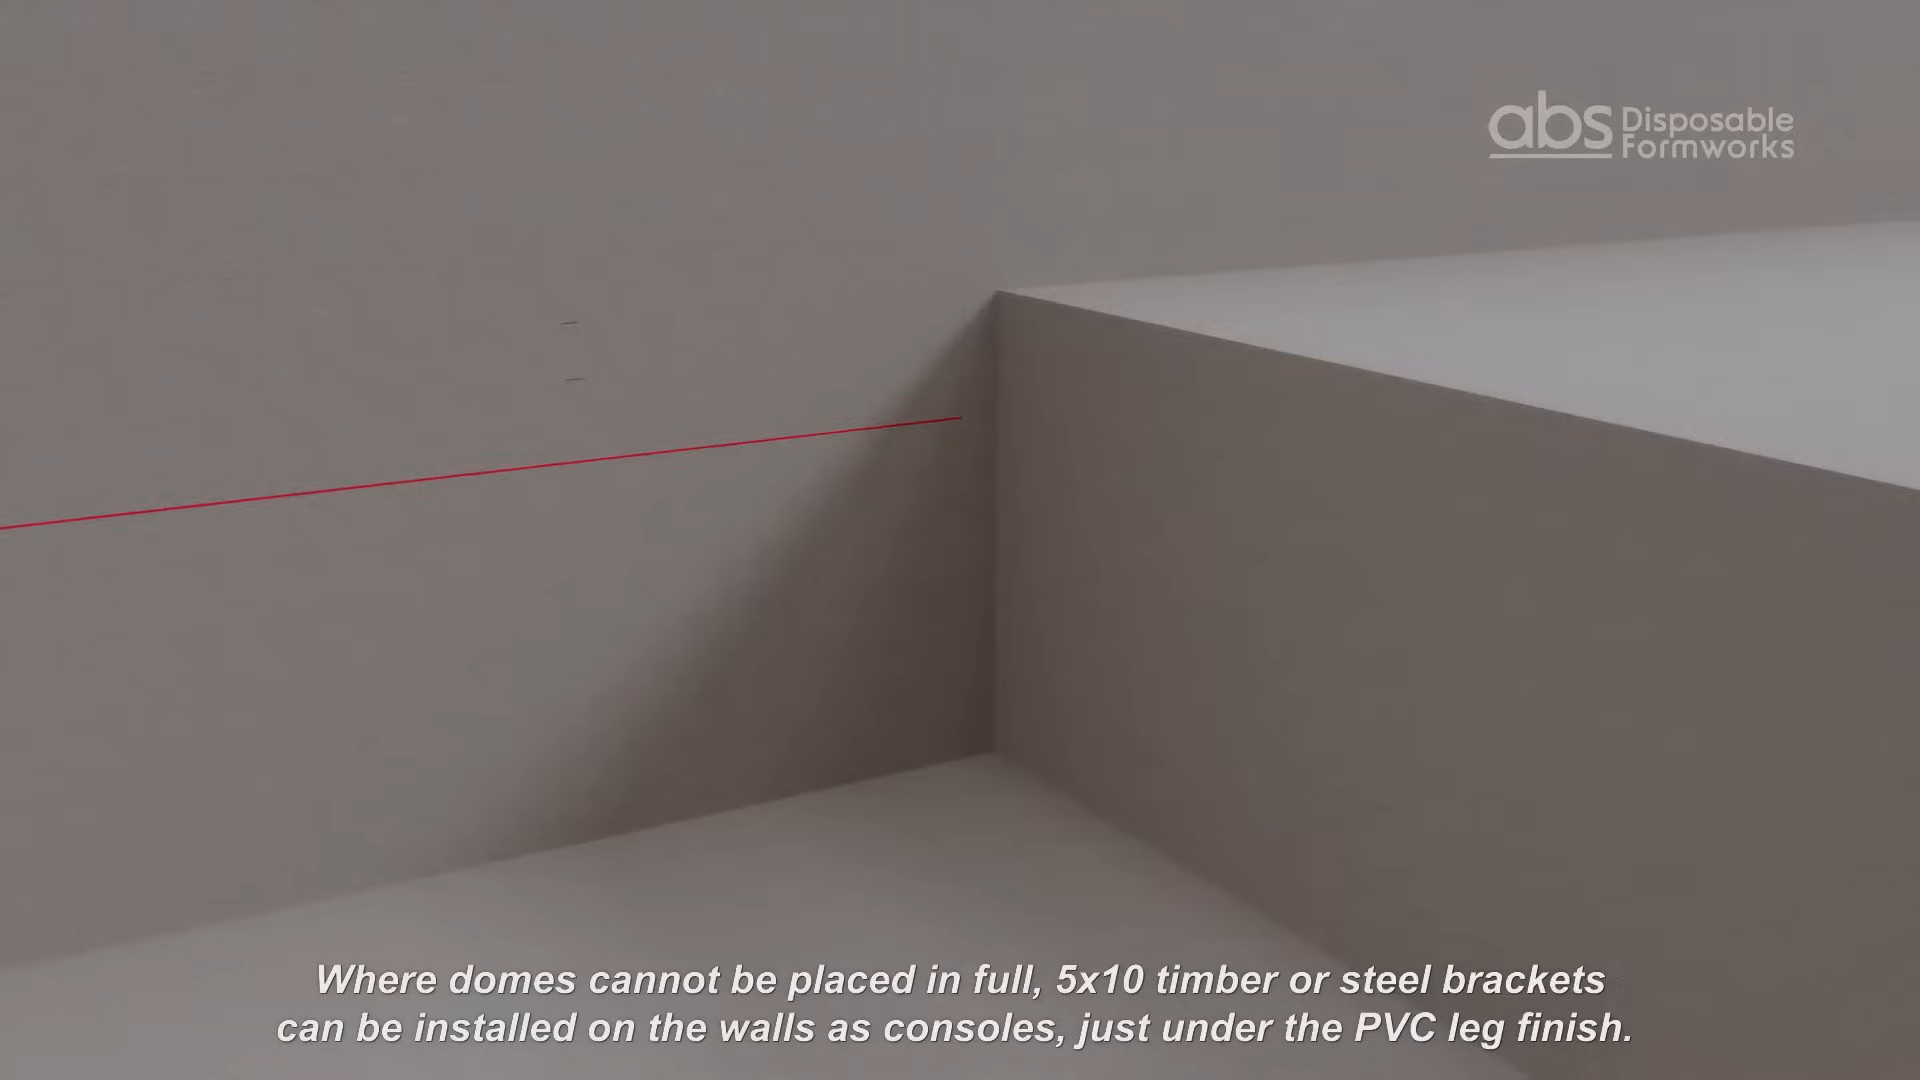 abs Disposable
Formworks
Where domes cannot be placed in full, 5x10 timber or steel brackets
can be installed on the walls as consoles, just under the PVC leg finish.